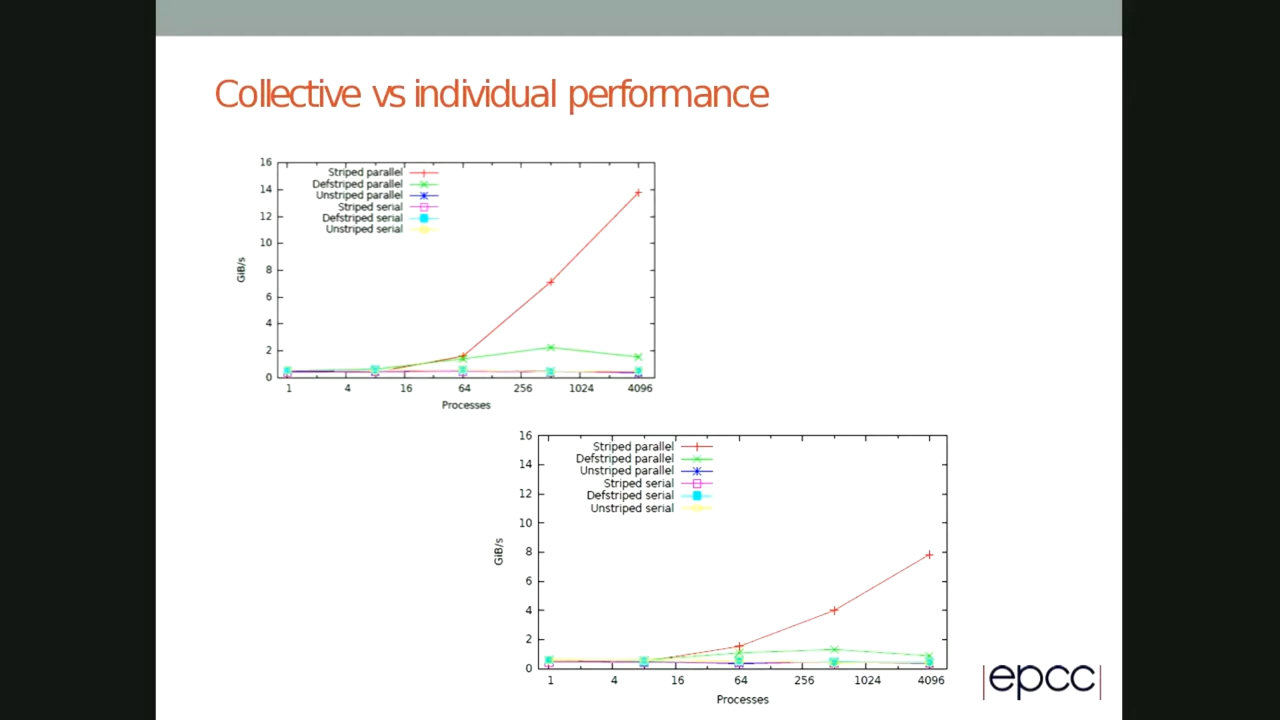 Collective vs individual performance
16
14
12
10
8
6
4
2
0
GiB/s
Striped parallel
Defstriped parallel
Unstriped parallel
Striped serial
Defstriped serial
Unstriped serial
1 4 16 64 256 1024 4096
Processes
16
14
12
10
8
6
4
2
0
GiB/s
Striped parallel
Defstriped parallel
Unstriped parallel
Striped serial
Defstriped serial
Unstriped serial
1 4 16 64 256 1024 4096
Processes
epcc